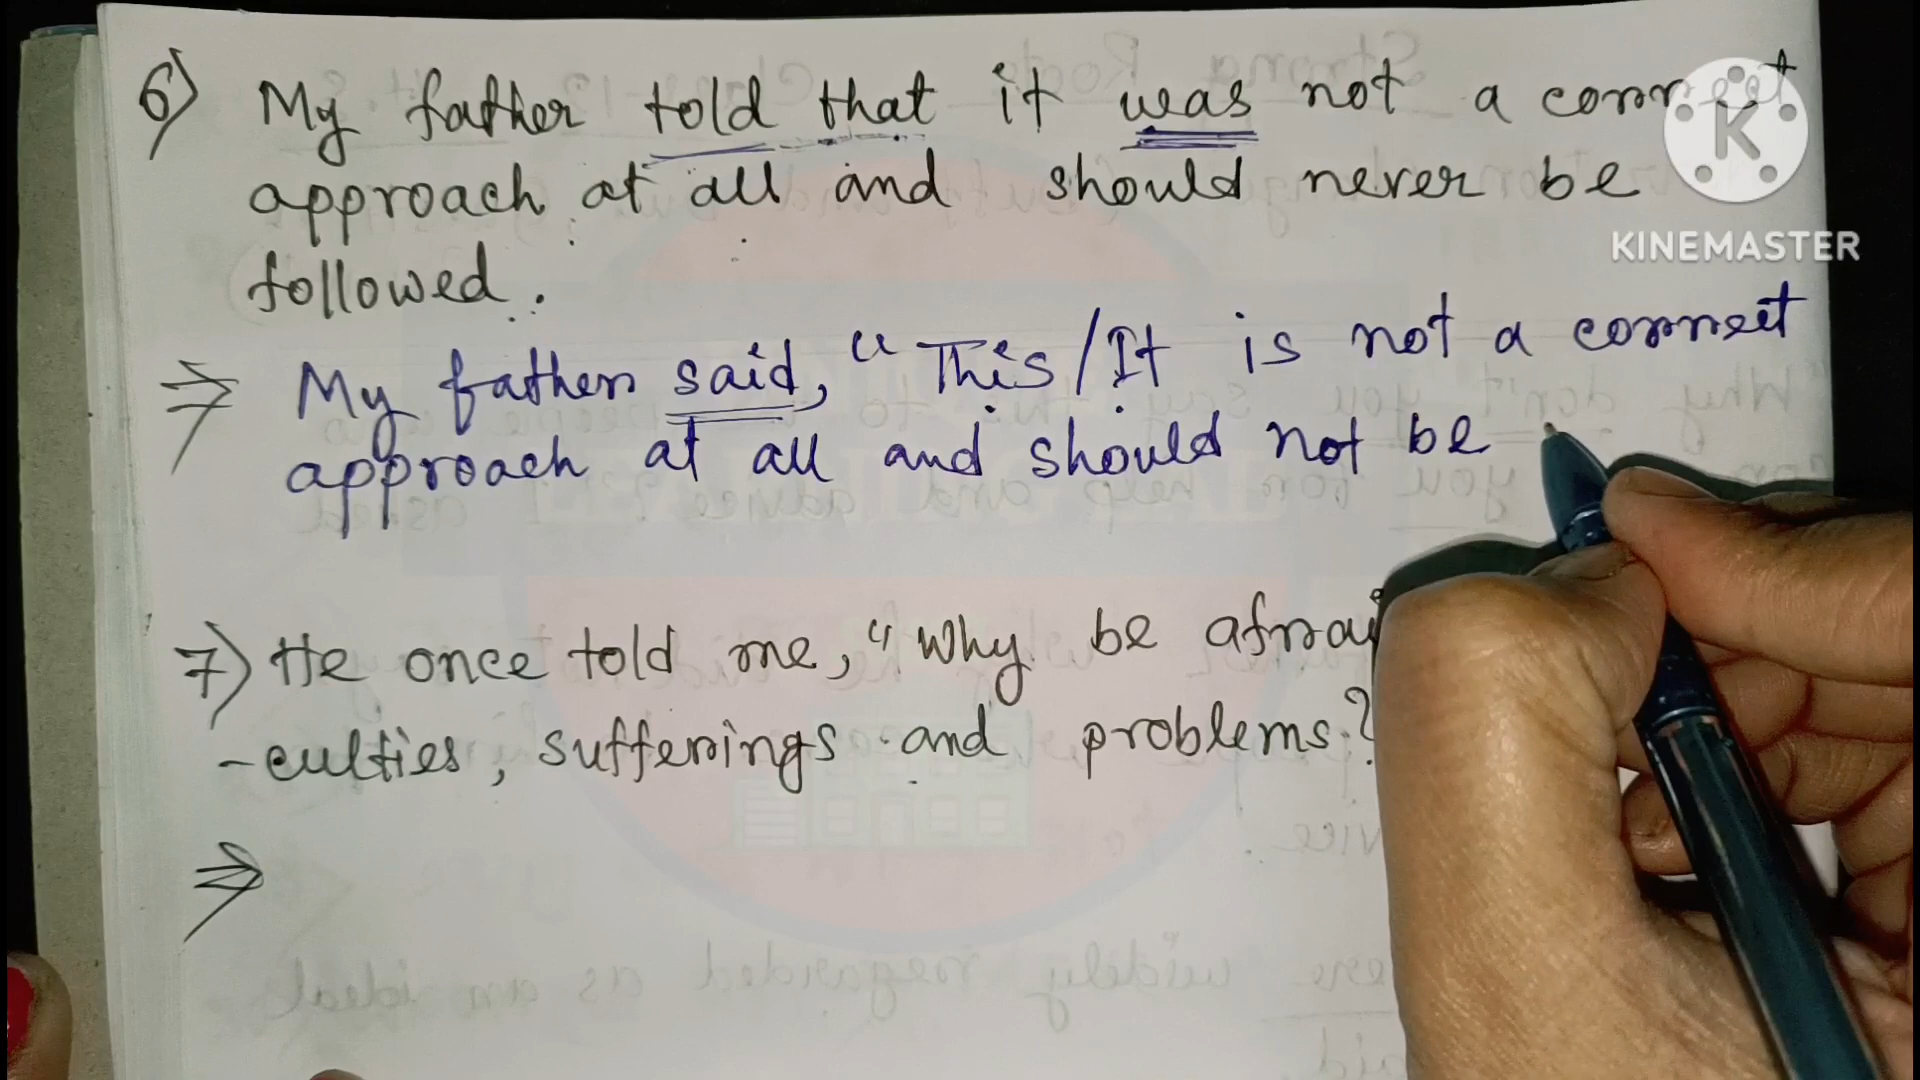 6) My father told that it was not a correct
approach at all and should never be
followed.
⇒ My father said, "This/It is not a correct
approach at all and should not be
7) He once told me, "Why be
-culties, sufferings and problems?
⇒
K
KINEMASTER